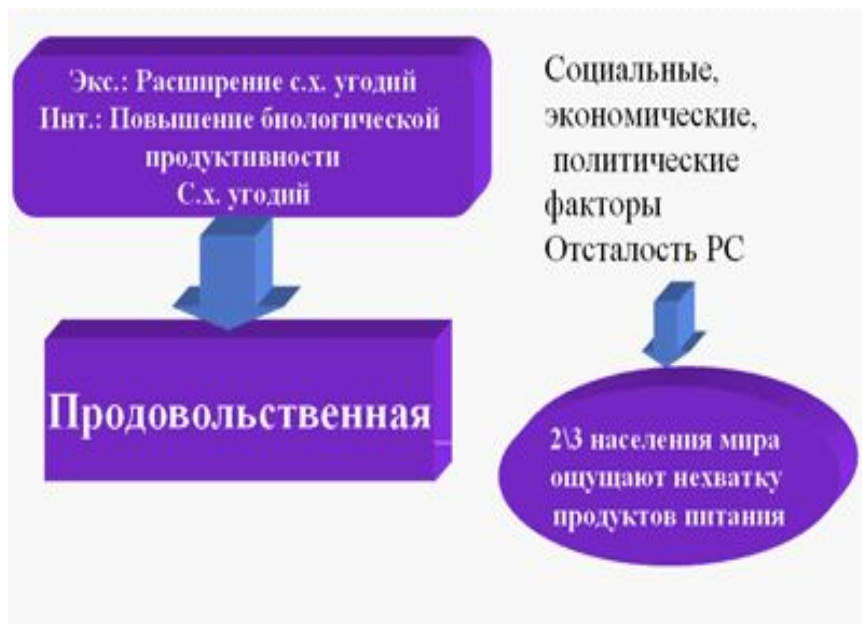 Экс.: Расширение с.х. угодий
Инт.: Повышение биологической
продуктивности
С.х. угодий
Продовольственная
Социальные,
экономические,
политические
факторы
Отсталость РС
2\3 населения мира
ощущают нехватку
продуктов питания